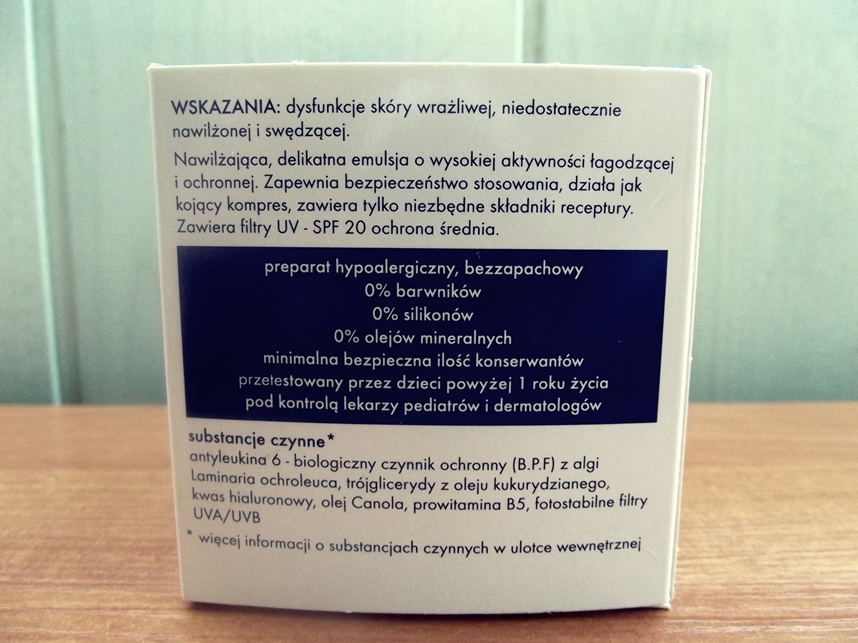 WSKAZANIA: dysfunkcje skóry wrażliwej, niedostatecznie
nawilżonej i swędzącej.
Nawilżająca, delikatna emulsja o wysokiej aktywności łagodzącej
i ochronnej. Zapewnia bezpieczeństwo stosowania, działa jak
kojący kompres, zawiera tylko niezbędne składniki receptury.
Zawiera filtry UV - SPF 20 ochrona średnia.
preparat hypoalergiczny, bezzapachowy
0% barwników
0% silikonów
0% olejów mineralnych
minimalna bezpieczna ilość konserwantów
przetestowany przez dzieci powyżej 1 roku życia
pod kontrolą lekarzy pediatrów i dermatologów
substancje czynne*
antyleukina 6 - biologiczny czynnik ochronny (B.P.F) z algi
Laminaria ochroleuca, trójglicerydy z oleju kukurydzianego,
kwas hialuronowy, olej Canola, prowitamina B5, fotostabilne filtry
UVA/UVB
* więcej informacji o substancjach czynnych w ulotce wewnętrznej